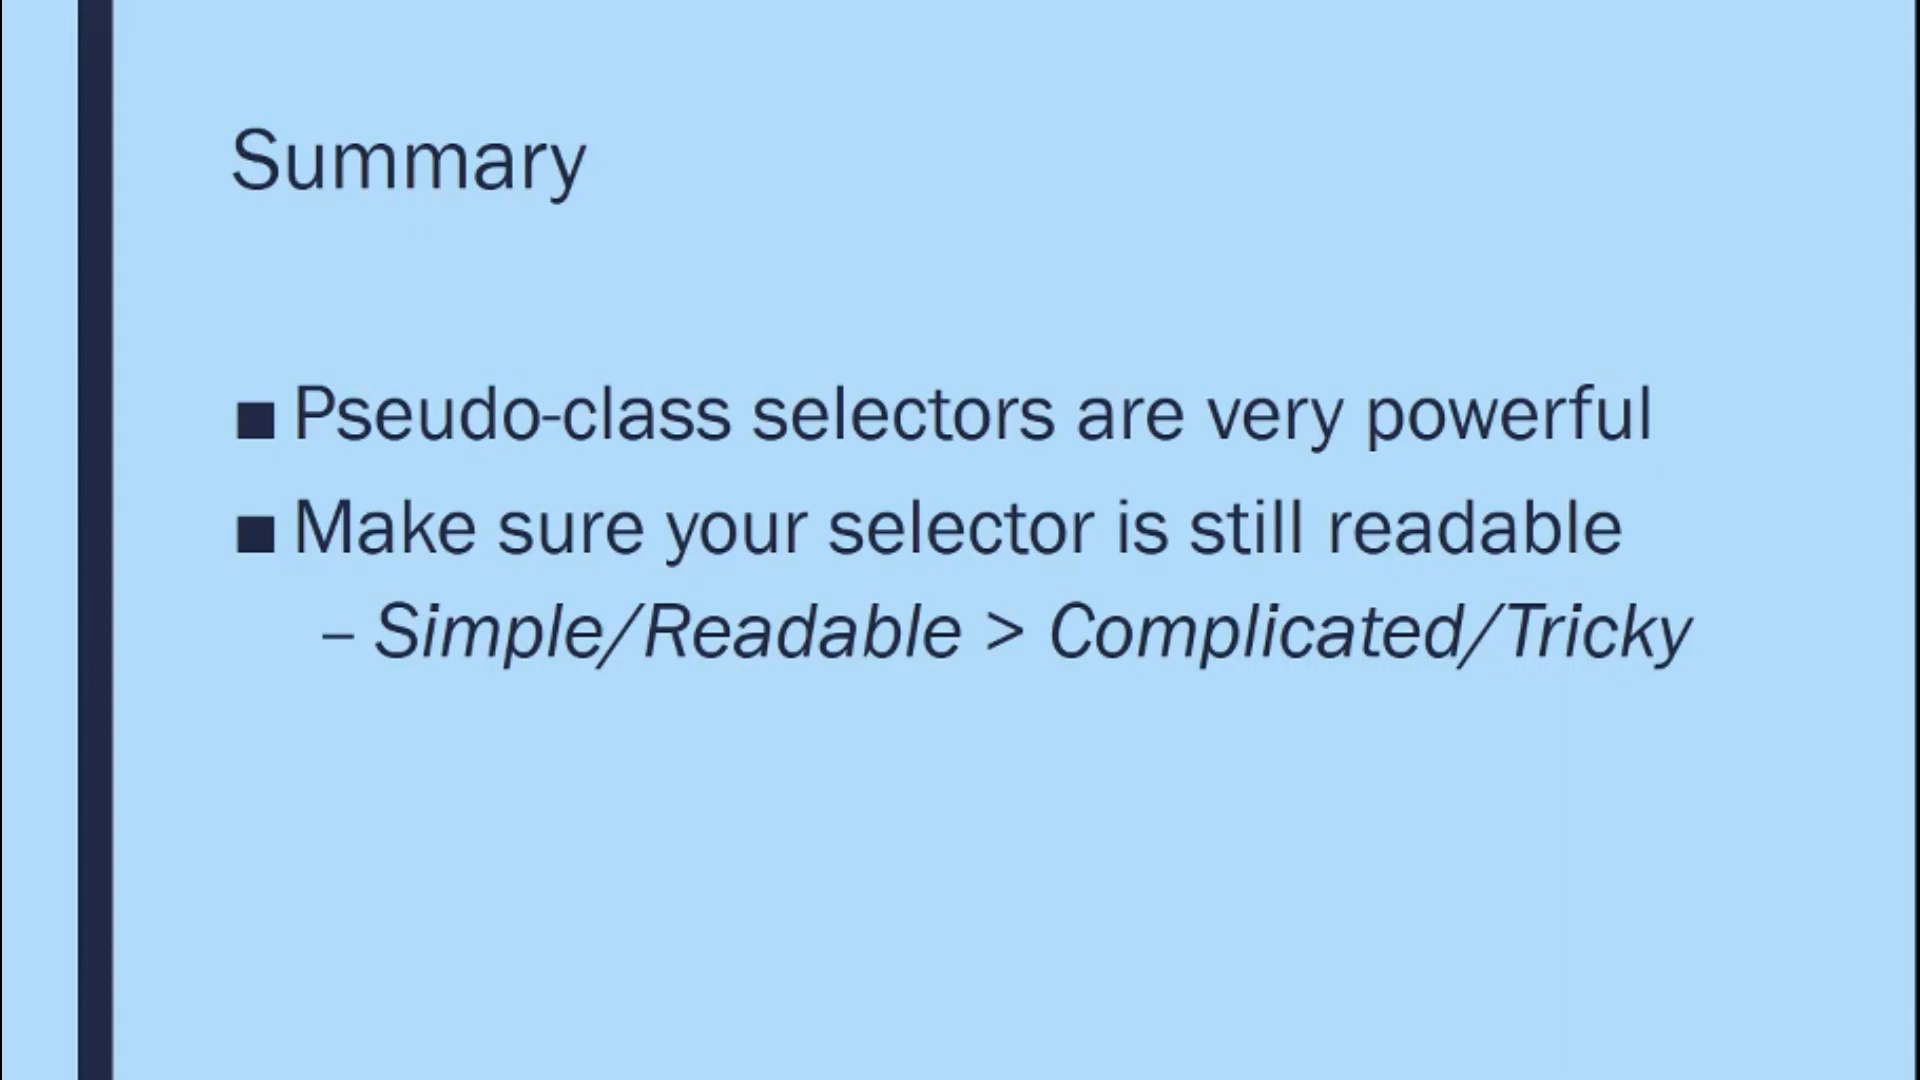 Summary
■ Pseudo-class selectors are very powerful
■ Make sure your selector is still readable
– Simple/Readable > Complicated/Tricky